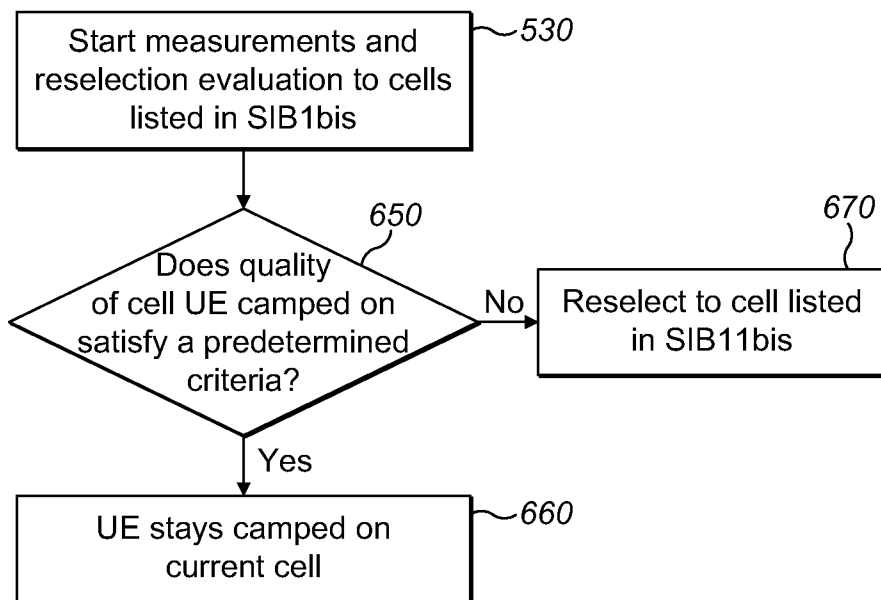 Start measurements and
reselection evaluation to cells
listed in SIB1bis
530
Does quality
of cell UE camped on
satisfy a predetermined
criteria?
650
No
Reselect to cell listed
in SIB11bis
670
Yes
UE stays camped on
current cell
660